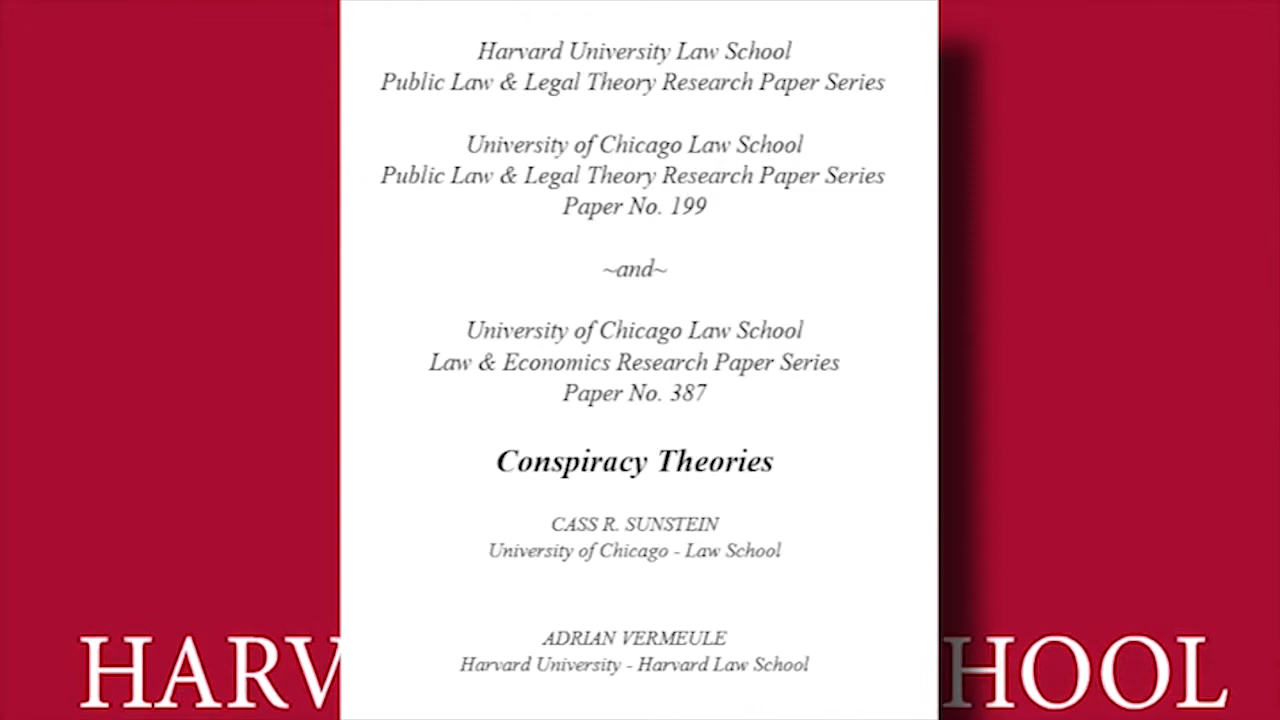 Harvard University Law School
Public Law & Legal Theory Research Paper Series
University of Chicago Law School
Public Law & Legal Theory Research Paper Series
Paper No. 199
~and~
University of Chicago Law School
Law & Economics Research Paper Series
Paper No. 387
Conspiracy Theories
CASS R. SUNSTEIN
University of Chicago - Law School
ADRIAN VERMEULE
Harvard University - Harvard Law School
HARV HOOL